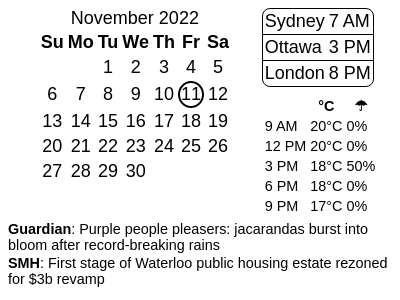 November 2022
Su Mo Tu We Th Fr Sa
1 2 3 4 5
6 7 8 9 10 11 12
13 14 15 16 17 18 19
20 21 22 23 24 25 26
27 28 29 30
Sydney 7 AM
Ottawa 3 PM
London 8 PM
°C ☂
9 AM 20°C 0%
12 PM 20°C 0%
3 PM 18°C 50%
6 PM 18°C 0%
9 PM 17°C 0%
Guardian: Purple people pleasers: jacarandas burst into
bloom after record-breaking rains
SMH: First stage of Waterloo public housing estate rezoned
for $3b revamp